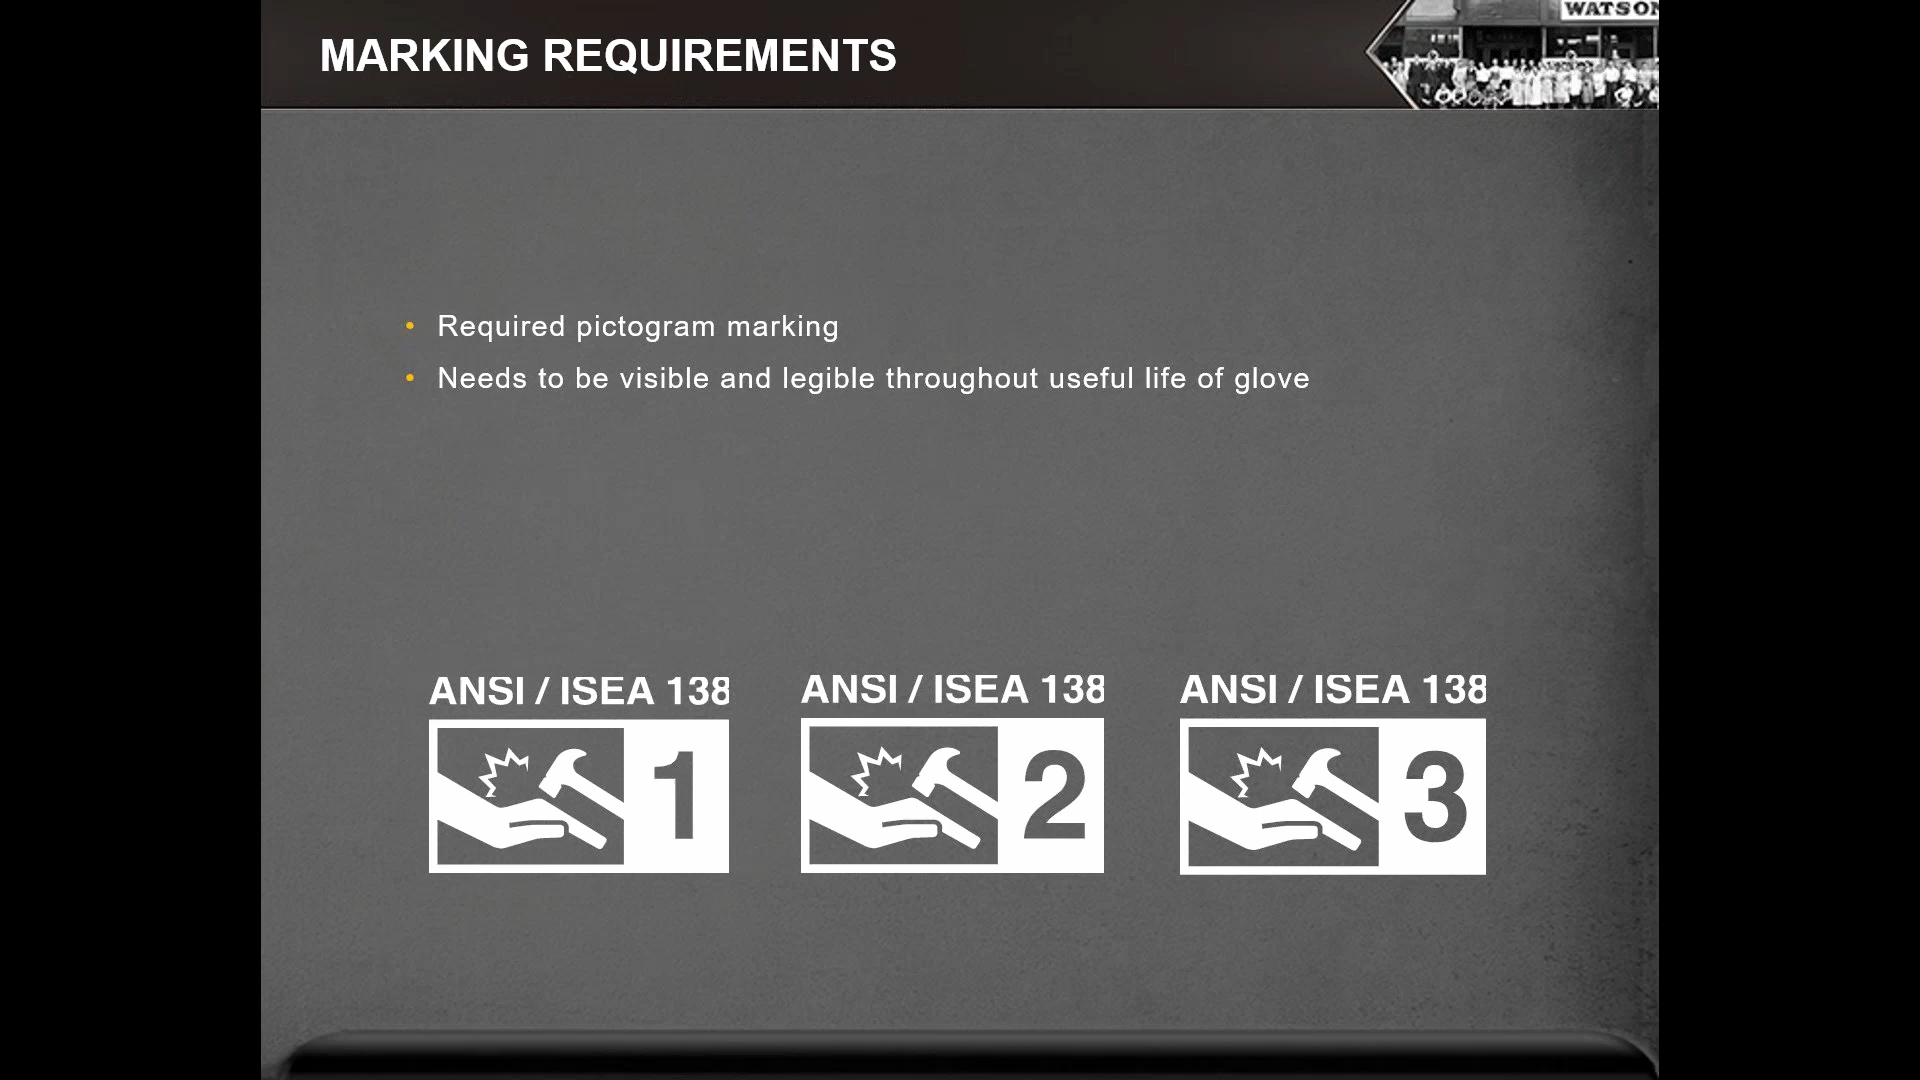 MARKING REQUIREMENTS
WATSON
• Required pictogram marking
• Needs to be visible and legible throughout useful life of glove
ANSI / ISEA 138
ANSI / ISEA 138
ANSI / ISEA 138
1
2
3